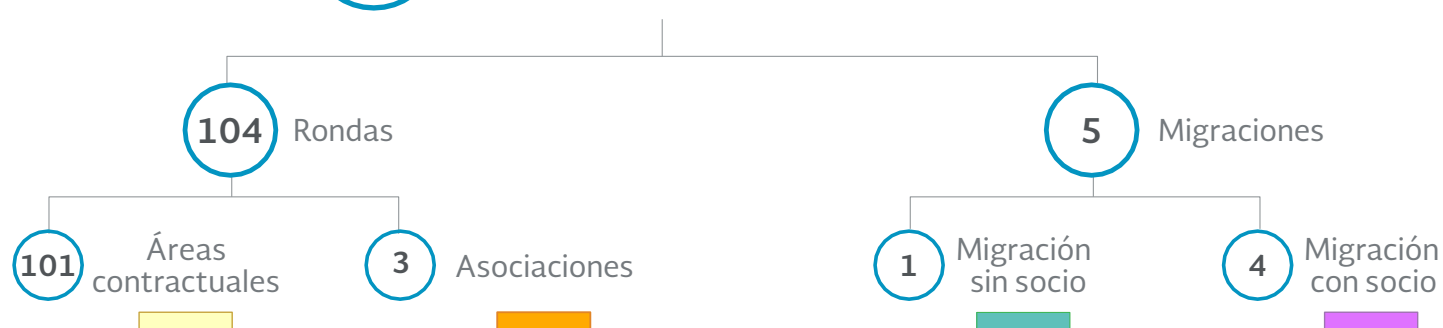 104 Rondas
5 Migraciones
101 Áreas
contractuales
3 Asociaciones
1 Migración
sin socio
4 Migración
con socio